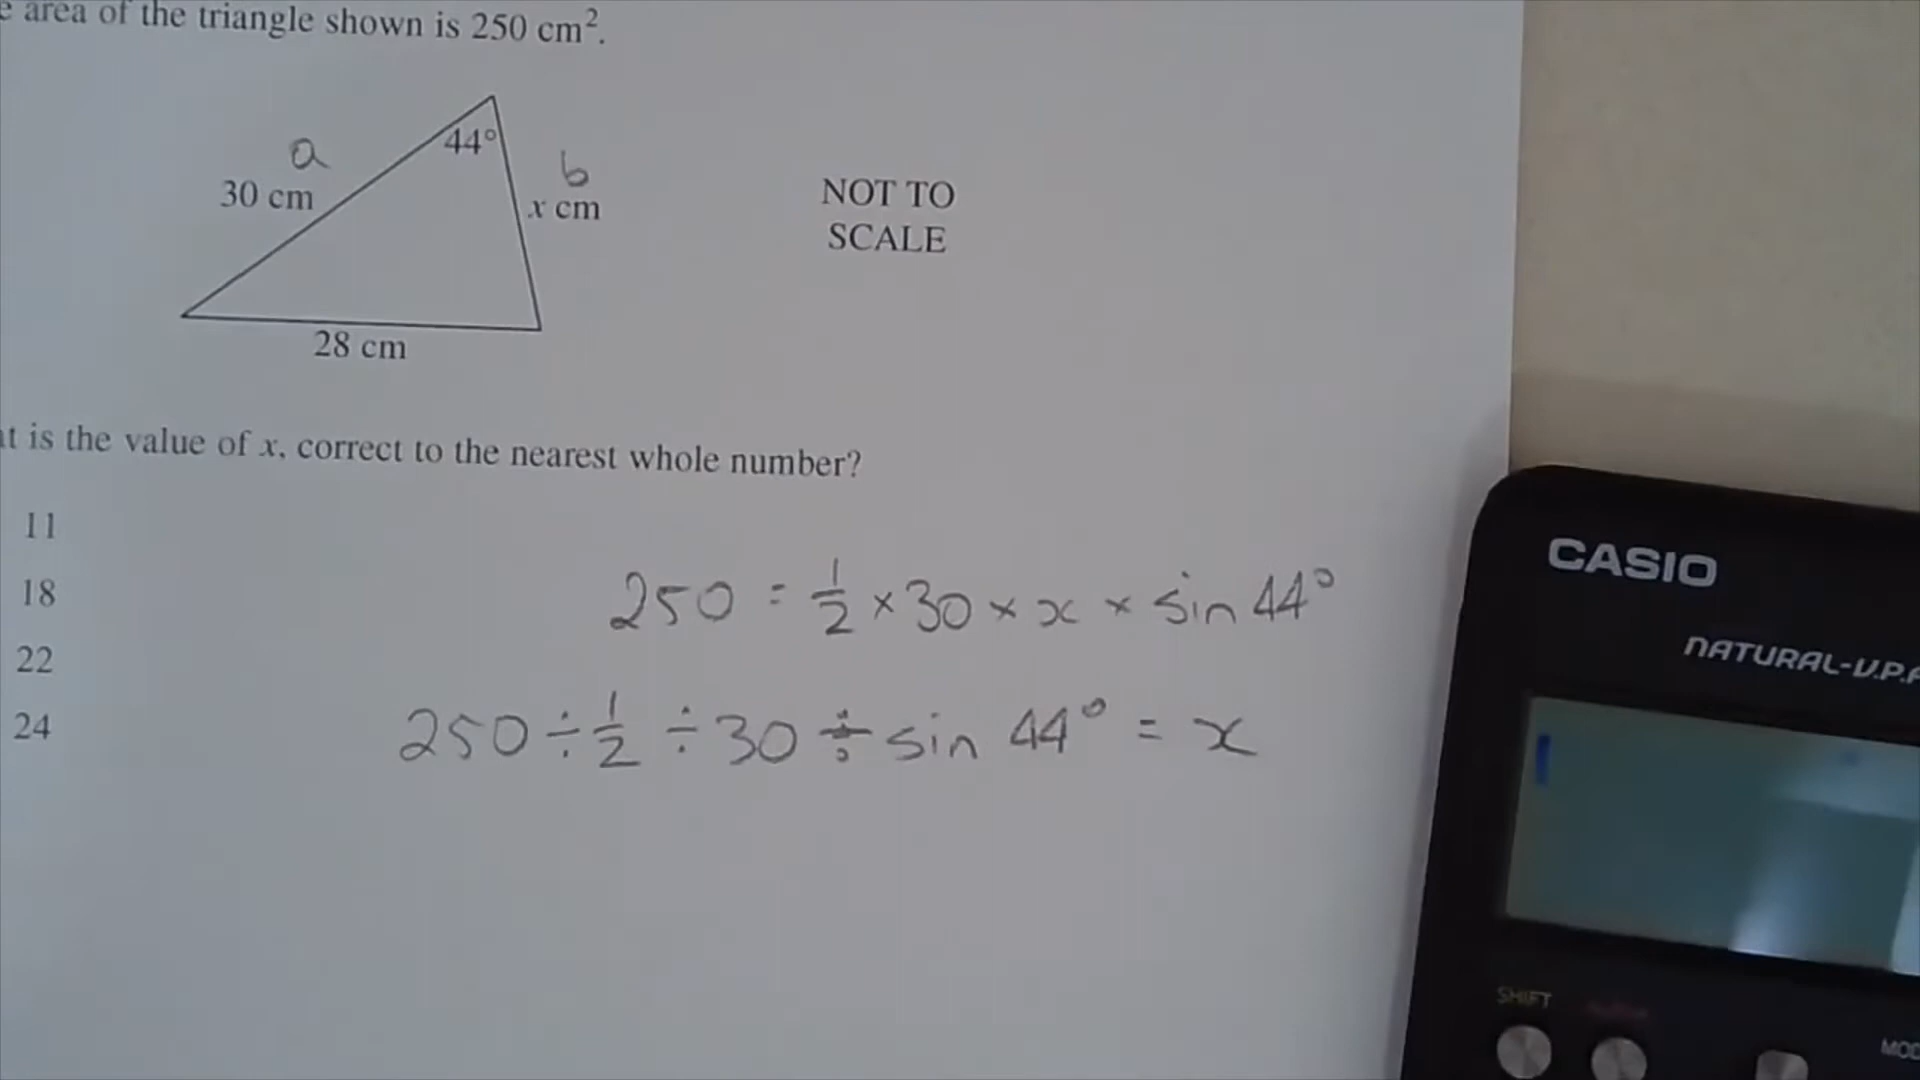 area of the triangle shown is 250 cm².
44°
a
b
30 cm
x cm
NOT TO
SCALE
28 cm
is the value of x, correct to the nearest whole number?
11
18
22
24
250 = 1/2 × 30 × x × sin 44°
250 ÷ 1/2 ÷ 30 ÷ sin 44° = x
CASIO
NATURAL-V.P.A
SHIFT
ALPHA